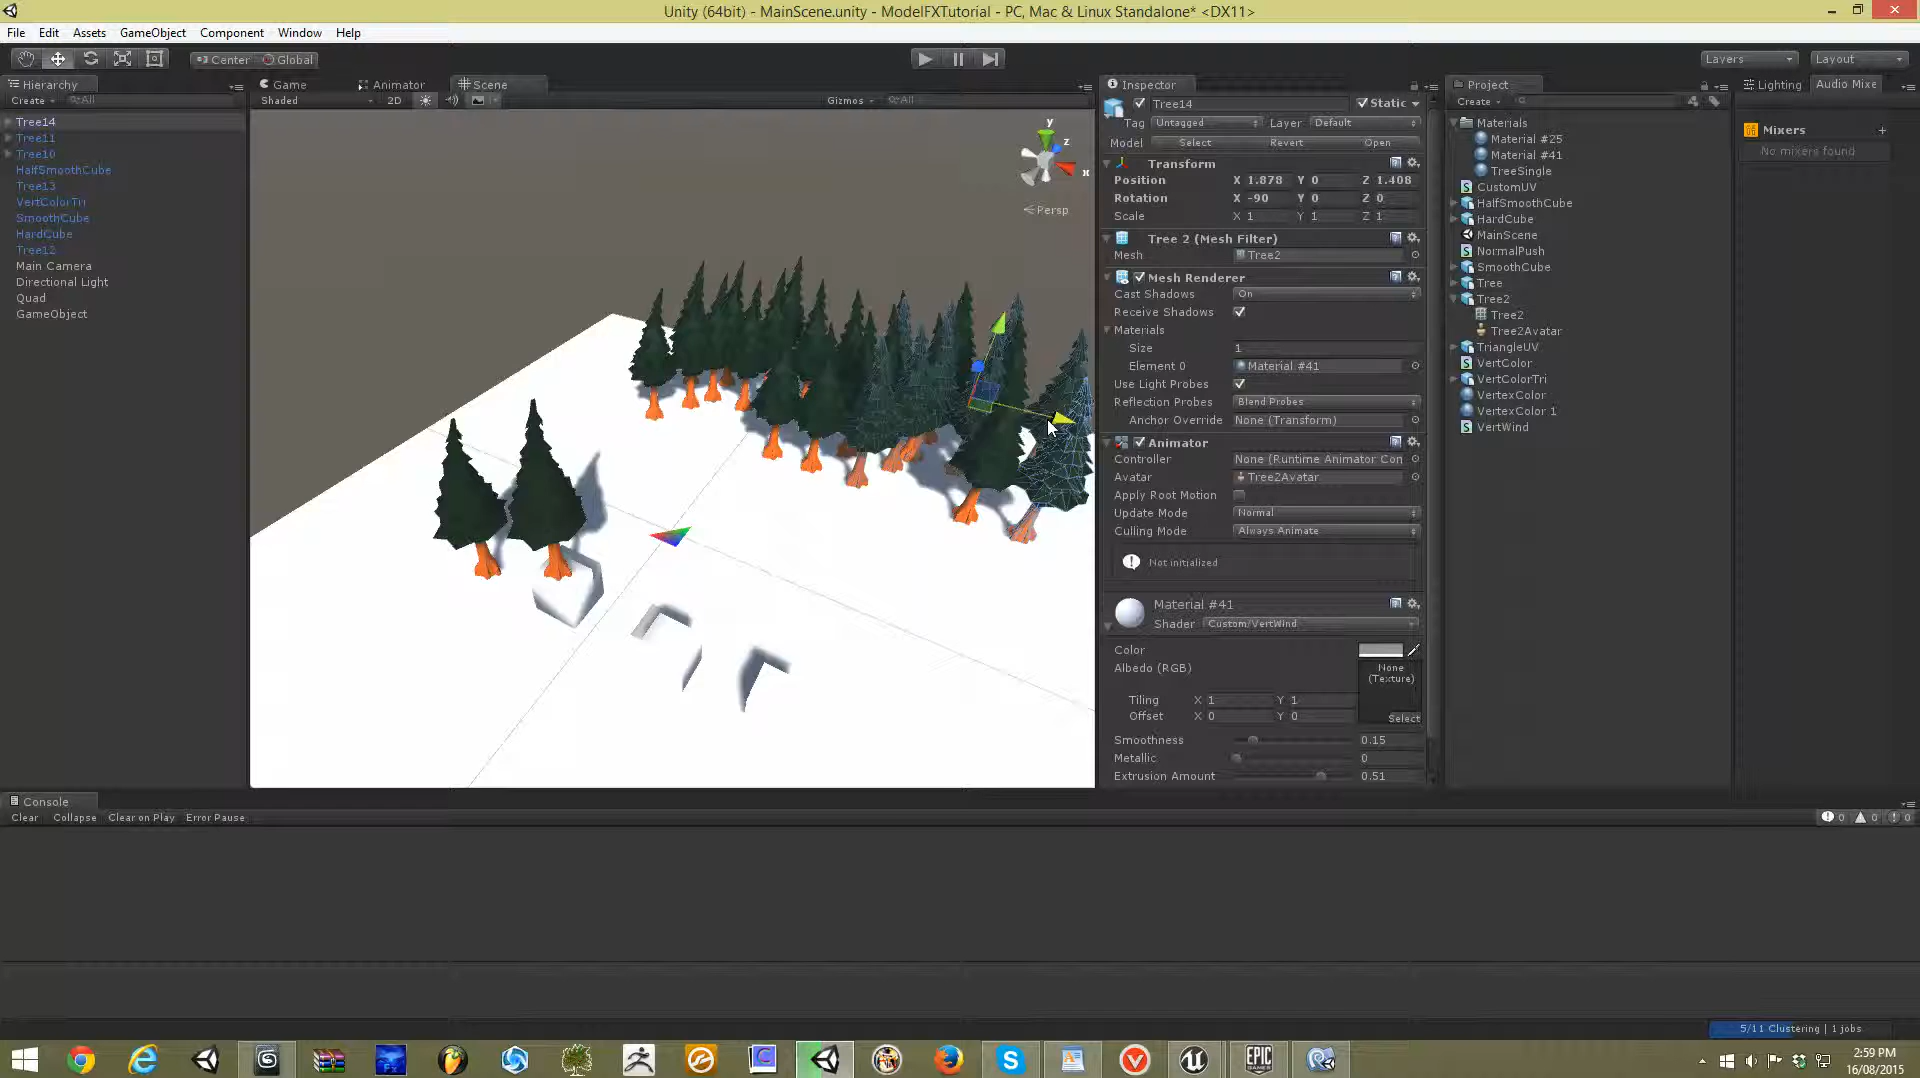 Unity (64bit) - MainScene.unity - ModelFXTutorial - PC, Mac & Linux Standalone* <DX11>
File Edit Assets GameObject Component Window Help
Center Global
Layers Layout
Hierarchy
Create All
Tree14
Tree11
Tree10
HalfSmoothCube
Tree13
VertColorTri
SmoothCube
HardCube
Tree12
Main Camera
Directional Light
Quad
GameObject
Game Animator Scene
Shaded 2D Gizmos All
y
z
x
Persp
Inspector
Tree14 Static
Tag Untagged Layer Default
Model Select Revert Open
Transform
Position X 1.878 Y 0 Z 1.408
Rotation X -90 Y 0 Z 0
Scale X 1 Y 1 Z 1
Tree 2 (Mesh Filter)
Mesh Tree2
Mesh Renderer
Cast Shadows On
Receive Shadows
Materials
Size 1
Element 0 Material #41
Use Light Probes
Reflection Probes Blend Probes
Anchor Override None (Transform)
Animator
Controller None (Runtime Animator Con
Avatar Tree2Avatar
Apply Root Motion
Update Mode Normal
Culling Mode Always Animate
Not initialized
Material #41
Shader Custom/VertWind
Color
Albedo (RGB)
None
(Texture)
Tiling X 1 Y 1
Offset X 0 Y 0
Select
Smoothness 0.15
Metallic 0
Extrusion Amount 0.51
Project
Create
Materials
Material #25
Material #41
TreeSingle
CustomUV
HalfSmoothCube
HardCube
MainScene
NormalPush
SmoothCube
Tree
Tree2
Tree2
Tree2Avatar
TriangleUV
VertColor
VertColorTri
VertexColor
VertexColor 1
VertWind
Lighting Audio Mixe
Mixers +
No mixers found
Console
Clear Collapse Clear on Play Error Pause
0 0 0
5/11 Clustering | 1 jobs
EPIC GAMES
2:59 PM
16/08/2015